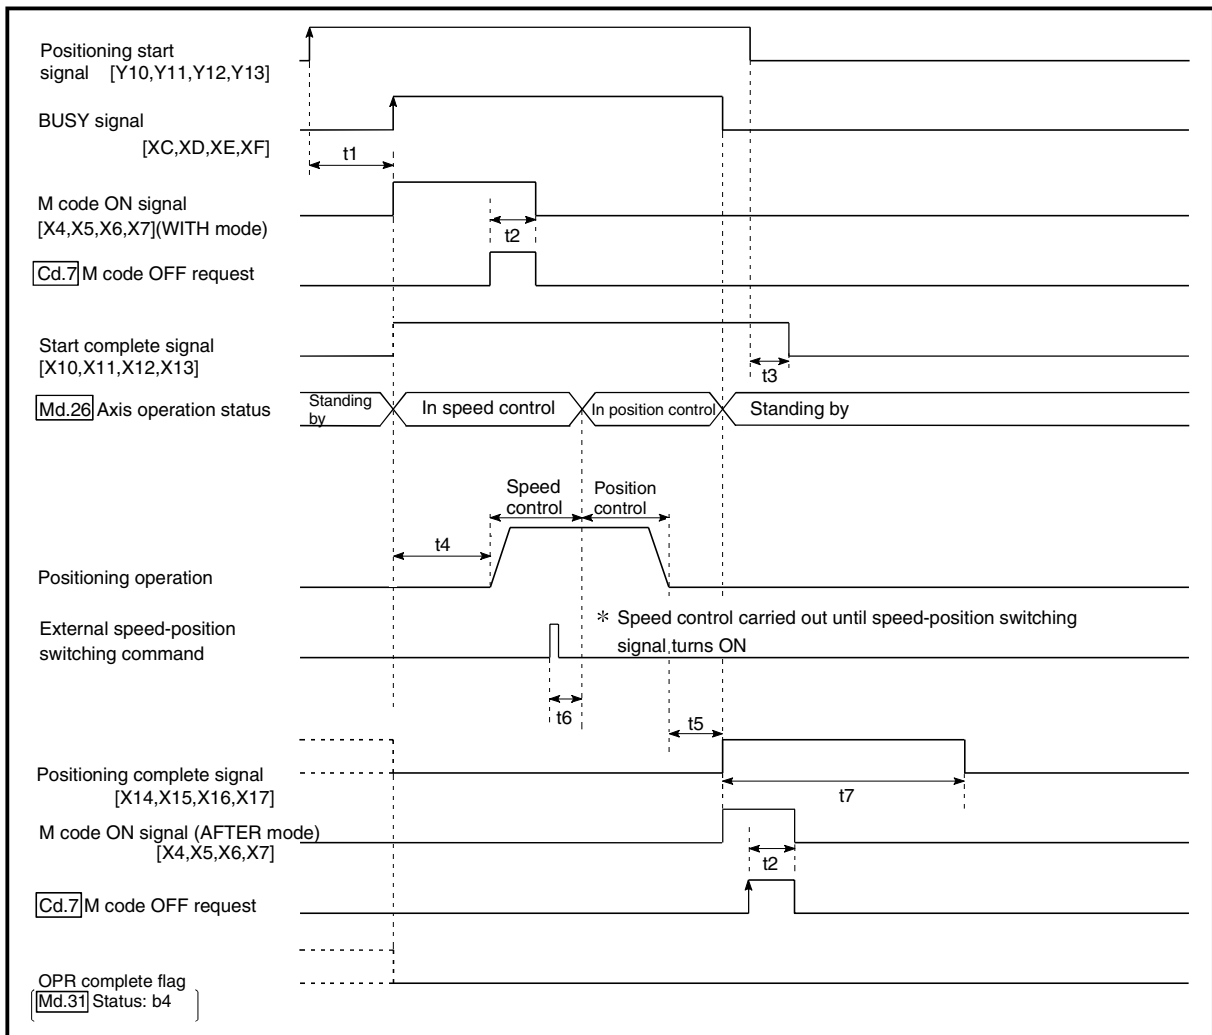 Positioning start
signal [Y10,Y11,Y12,Y13]
BUSY signal
[XC,XD,XE,XF]
t1
M code ON signal
[X4,X5,X6,X7](WITH mode)
t2
Cd.7 M code OFF request
Start complete signal
[X10,X11,X12,X13]
t3
Md.26 Axis operation status
Standing
by
In speed control
In position control
Standing by
Speed
control
Position
control
t4
Positioning operation
External speed-position
switching command
* Speed control carried out until speed-position switching
signal turns ON
t6
t5
Positioning complete signal
[X14,X15,X16,X17]
t7
M code ON signal (AFTER mode)
[X4,X5,X6,X7]
t2
Cd.7 M code OFF request
OPR complete flag
Md.31 Status: b4